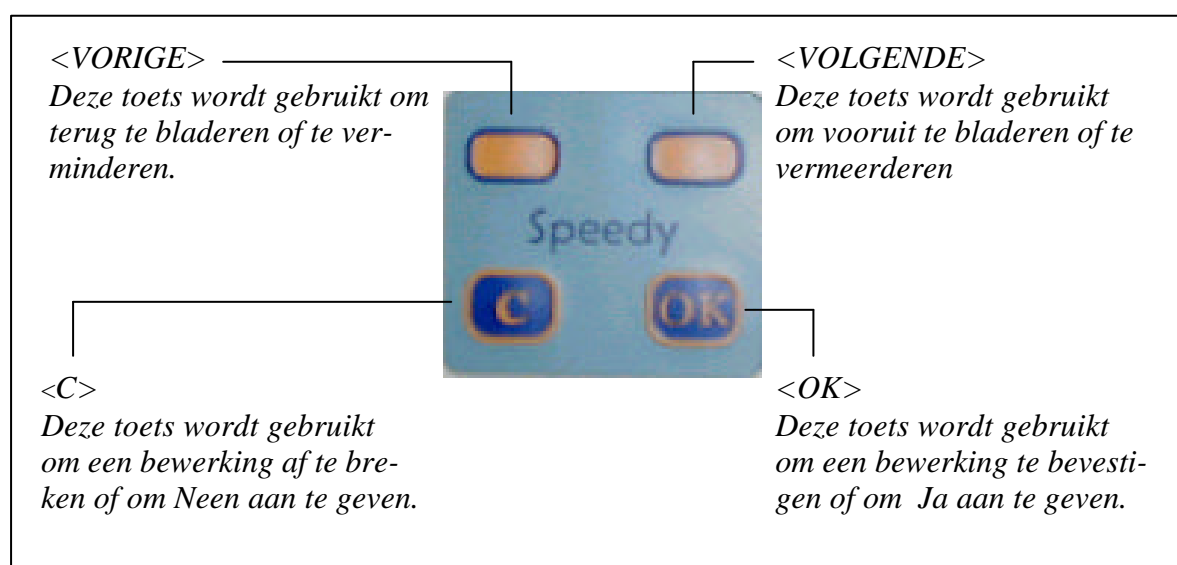 <VORIGE>
Deze toets wordt gebruikt om
terug te bladeren of te ver-
minderen.
<VOLGENDE>
Deze toets wordt gebruikt
om vooruit te bladeren of te
vermeerderen
Speedy
C
OK
<C>
Deze toets wordt gebruikt
om een bewerking af te bre-
ken of om Neen aan te geven.
<OK>
Deze toets wordt gebruikt
om een bewerking te bevesti-
gen of om Ja aan te geven.